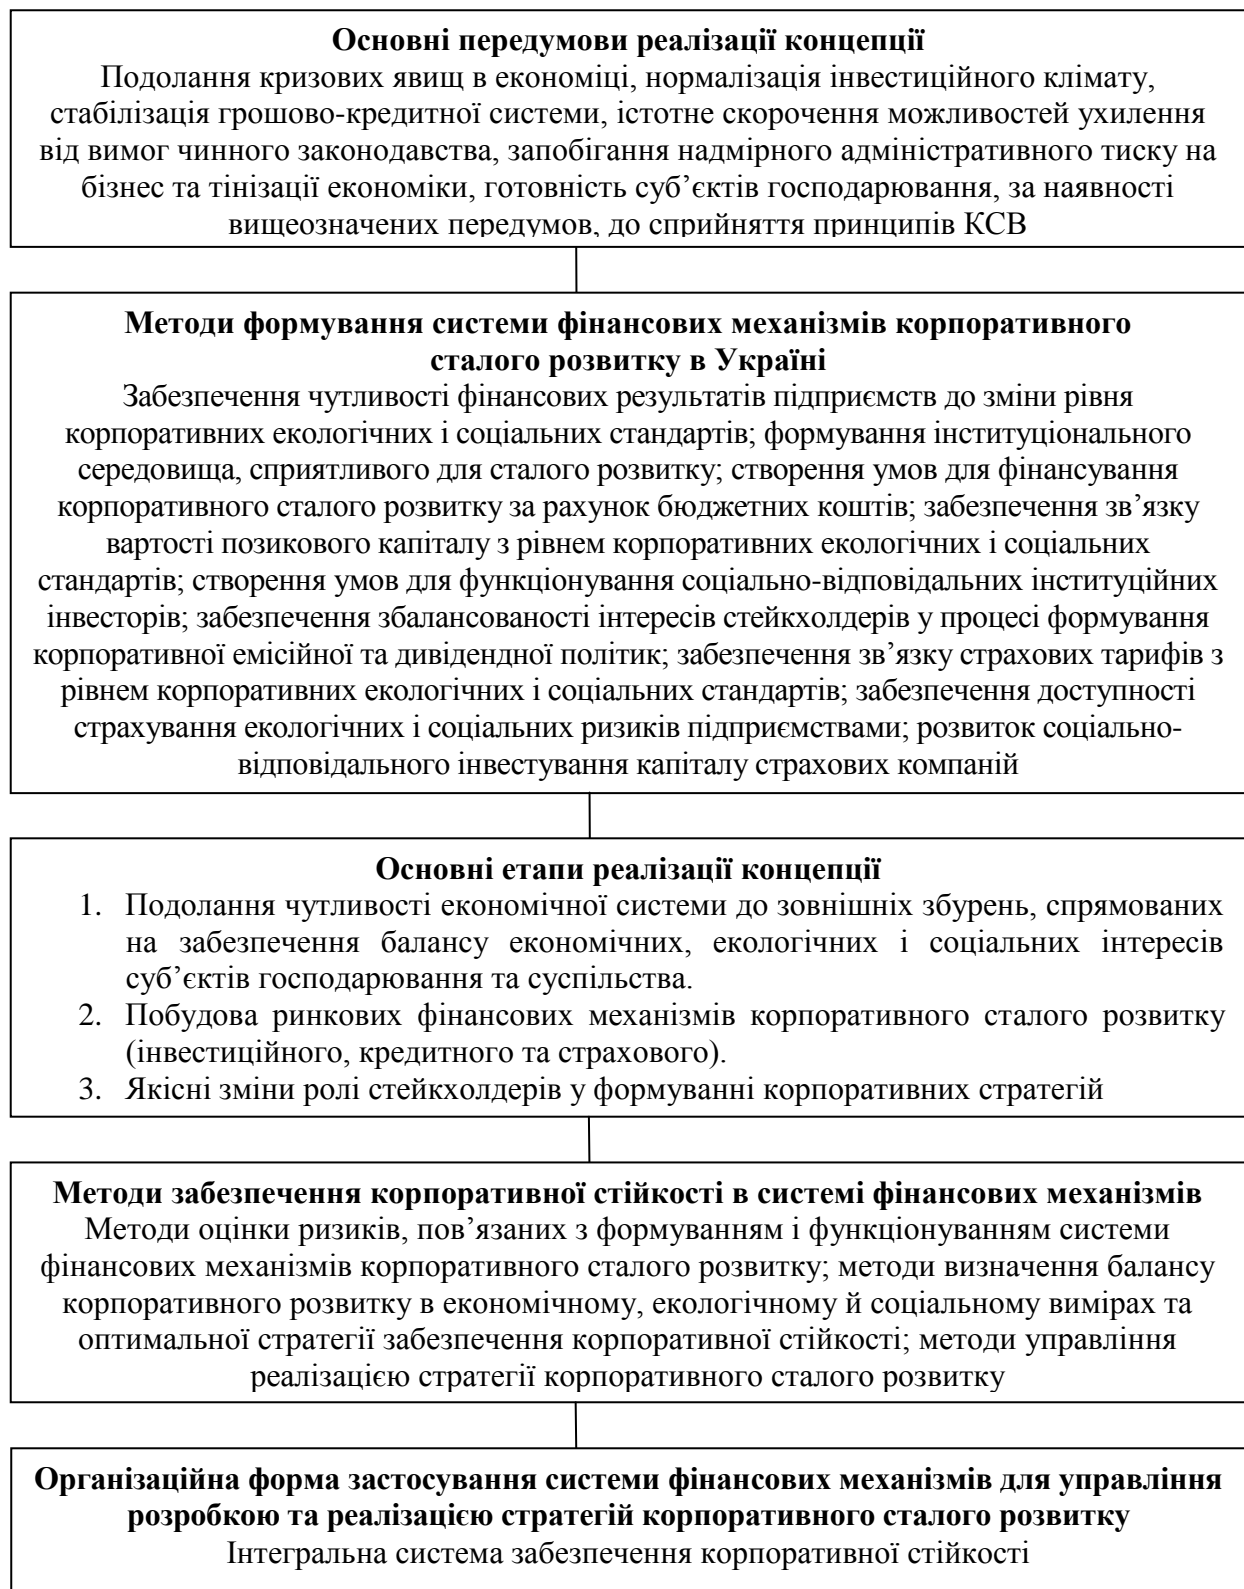 Основні передумови реалізації концепції
Подолання кризових явищ в економіці, нормалізація інвестиційного клімату,
стабілізація грошово-кредитної системи, істотне скорочення можливостей ухилення
від вимог чинного законодавства, запобігання надмірного адміністративного тиску на
бізнес та тінізації економіки, готовність суб’єктів господарювання, за наявності
вищеозначених передумов, до сприйняття принципів КСВ
Методи формування системи фінансових механізмів корпоративного
сталого розвитку в Україні
Забезпечення чутливості фінансових результатів підприємств до зміни рівня
корпоративних екологічних і соціальних стандартів; формування інституціонального
середовища, сприятливого для сталого розвитку; створення умов для фінансування
корпоративного сталого розвитку за рахунок бюджетних коштів; забезпечення зв’язку
вартості позикового капіталу з рівнем корпоративних екологічних і соціальних
стандартів; створення умов для функціонування соціально-відповідальних інституційних
інвесторів; забезпечення збалансованості інтересів стейкхолдерів у процесі формування
корпоративної емісійної та дивідендної політик; забезпечення зв’язку страхових тарифів з
рівнем корпоративних екологічних і соціальних стандартів; забезпечення доступності
страхування екологічних і соціальних ризиків підприємствами; розвиток соціально-
відповідального інвестування капіталу страхових компаній
Основні етапи реалізації концепції
1. Подолання чутливості економічної системи до зовнішніх збурень, спрямованих
на забезпечення балансу економічних, екологічних і соціальних інтересів
суб’єктів господарювання та суспільства.
2. Побудова ринкових фінансових механізмів корпоративного сталого розвитку
(інвестиційного, кредитного та страхового).
3. Якісні зміни ролі стейкхолдерів у формуванні корпоративних стратегій
Методи забезпечення корпоративної стійкості в системі фінансових механізмів
Методи оцінки ризиків, пов’язаних з формуванням і функціонуванням системи
фінансових механізмів корпоративного сталого розвитку; методи визначення балансу
корпоративного розвитку в економічному, екологічному й соціальному вимірах та
оптимальної стратегії забезпечення корпоративної стійкості; методи управління
реалізацією стратегії корпоративного сталого розвитку
Організаційна форма застосування системи фінансових механізмів для управління
розробкою та реалізацією стратегій корпоративного сталого розвитку
Інтегральна система забезпечення корпоративної стійкості